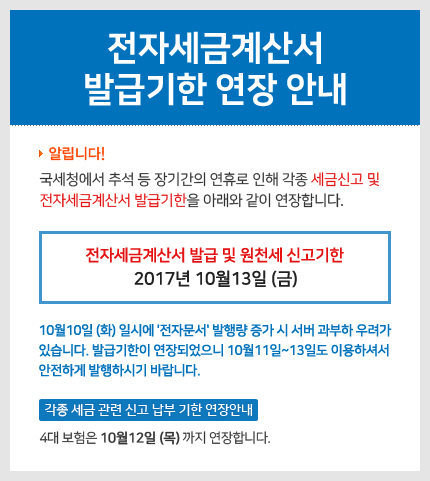 전자세금계산서
발급기한 연장 안내
알립니다!
국세청에서 추석 등 장기간의 연휴로 인해 각종 세금신고 및
전자세금계산서 발급기한을 아래와 같이 연장합니다.
전자세금계산서 발급 및 원천세 신고기한
2017년 10월13일 (금)
10월10일 (화) 일시에 '전자문서' 발행량 증가 시 서버 과부하 우려가
있습니다. 발급기한이 연장되었으니 10월11일~13일도 이용하셔서
안전하게 발행하시기 바랍니다.
각종 세금 관련 신고 납부 기한 연장안내
4대 보험은 10월12일 (목) 까지 연장합니다.